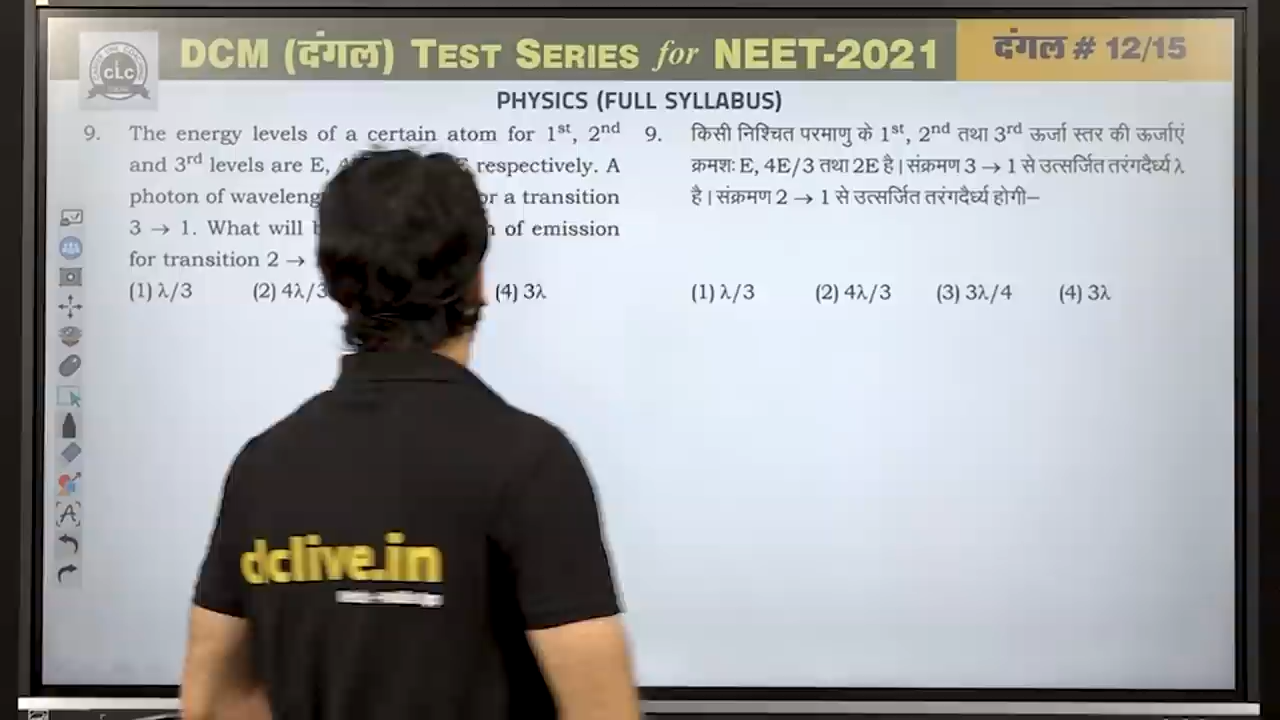 DCM (दंगल) TEST SERIES for NEET-2021
दंगल # 12/15
CLC
PHYSICS (FULL SYLLABUS)
9. The energy levels of a certain atom for 1st, 2nd
and 3rd levels are E, respectively. A
photon of a transition
3 → 1. What will of emission
for transition 2 →
(1) λ/3 (2) 4λ/3 (4) 3λ
9. किसी निश्चित परमाणु के 1st, 2nd तथा 3rd ऊर्जा स्तर की ऊर्जाएं
क्रमशः E, 4E/3 तथा 2E है। संक्रमण 3 → 1 से उत्सर्जित तरंगदैर्ध्य λ
है। संक्रमण 2 → 1 से उत्सर्जित तरंगदैर्ध्य होगी–
(1) λ/3 (2) 4λ/3 (3) 3λ/4 (4) 3λ
dclive.in